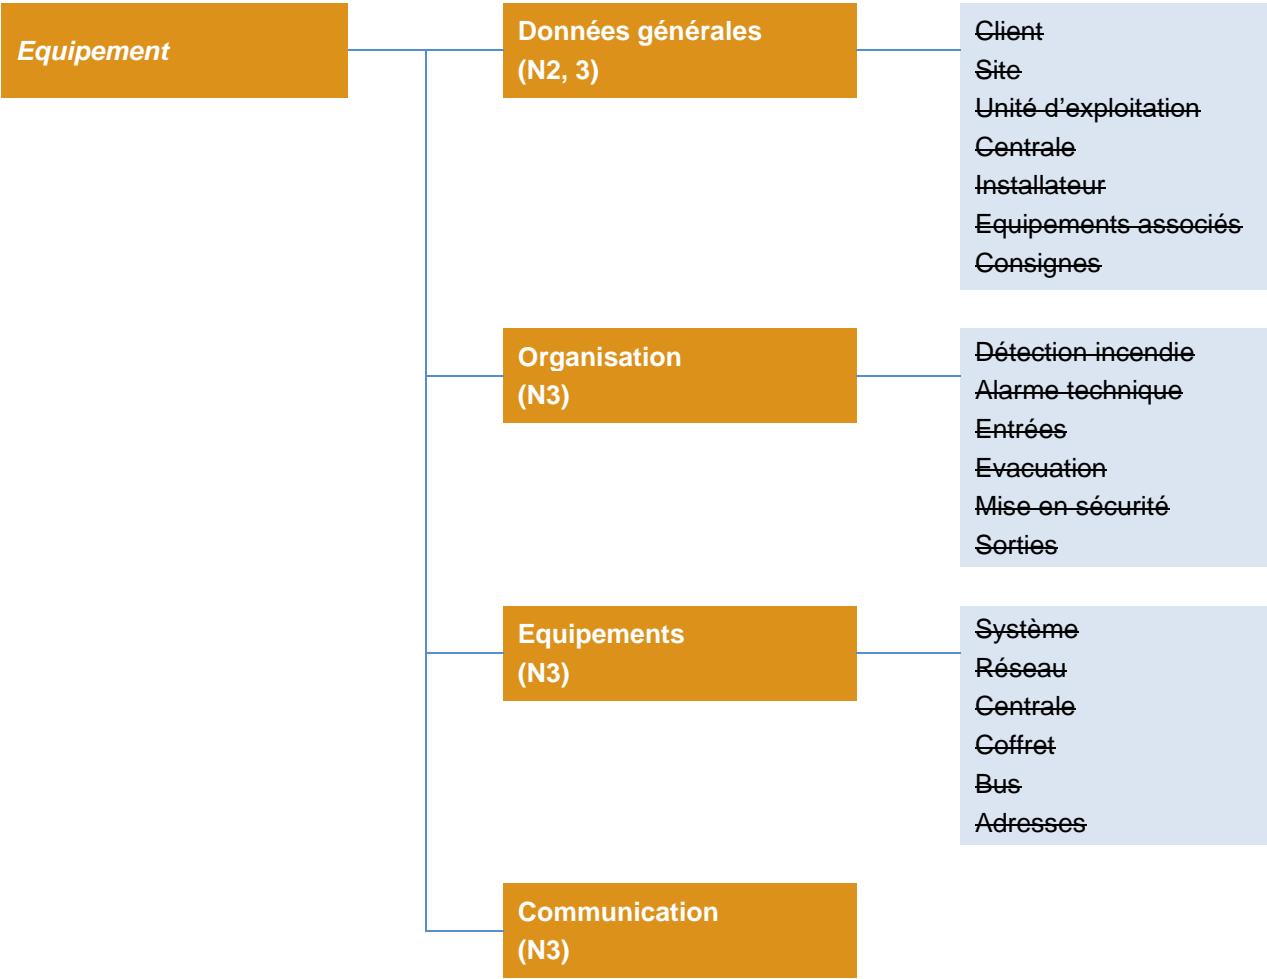 Equipement
Données générales
(N2, 3)
Client
Site
Unité d’exploitation
Centrale
Installateur
Equipements associés
Consignes
Organisation
(N3)
Détection incendie
Alarme technique
Entrées
Evacuation
Mise en sécurité
Sorties
Equipements
(N3)
Système
Réseau
Centrale
Coffret
Bus
Adresses
Communication
(N3)